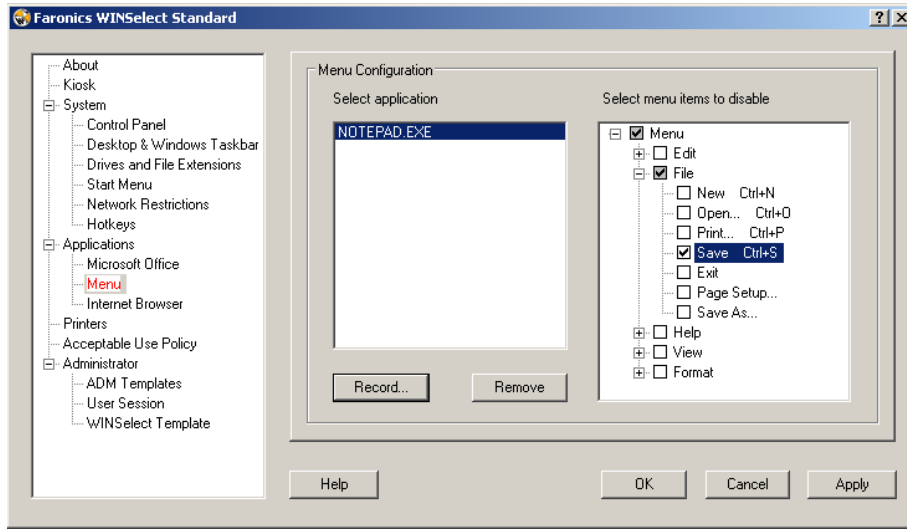 Faronics WINSelect Standard
? X
About
Kiosk
System
Control Panel
Desktop & Windows Taskbar
Drives and File Extensions
Start Menu
Network Restrictions
Hotkeys
Applications
Microsoft Office
Menu
Internet Browser
Printers
Acceptable Use Policy
Administrator
ADM Templates
User Session
WINSelect Template
Menu Configuration
Select application
NOTEPAD.EXE
Record...
Remove
Select menu items to disable
Menu
Edit
File
New Ctrl+N
Open... Ctrl+O
Print... Ctrl+P
Save Ctrl+S
Exit
Page Setup...
Save As...
Help
View
Format
Help
OK
Cancel
Apply